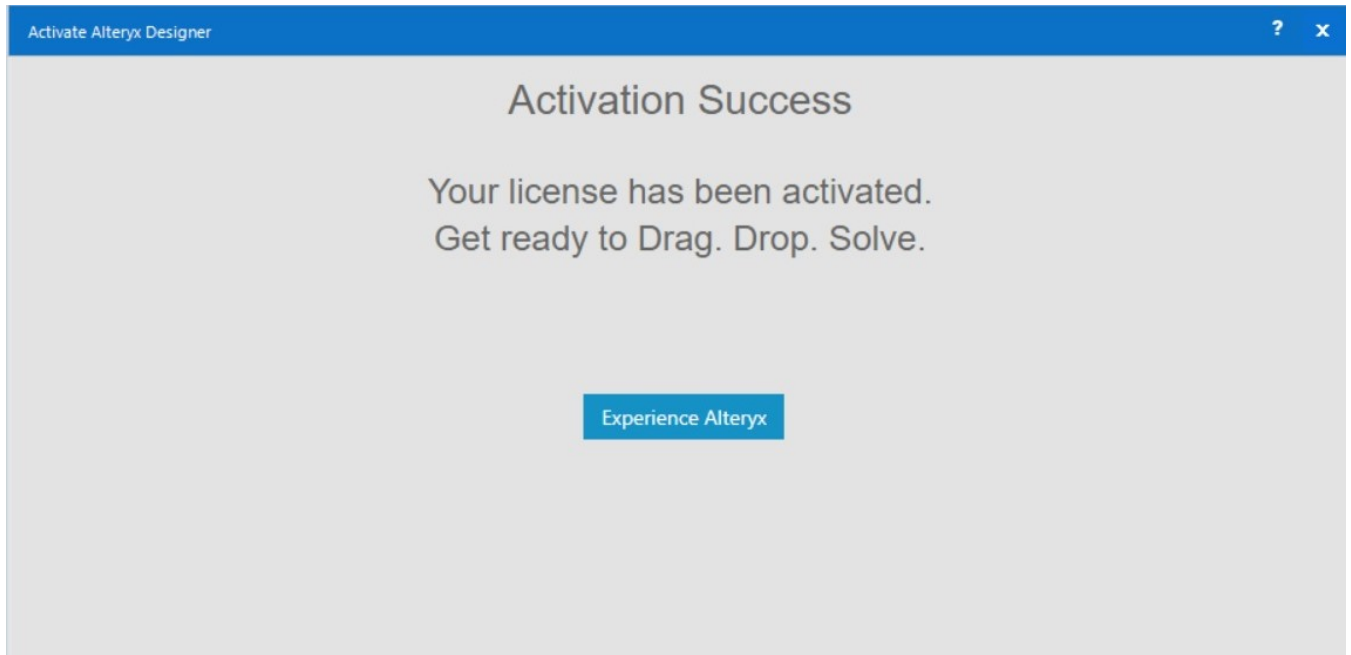 Activate Alteryx Designer ? x
Activation Success
Your license has been activated.
Get ready to Drag. Drop. Solve.
Experience Alteryx